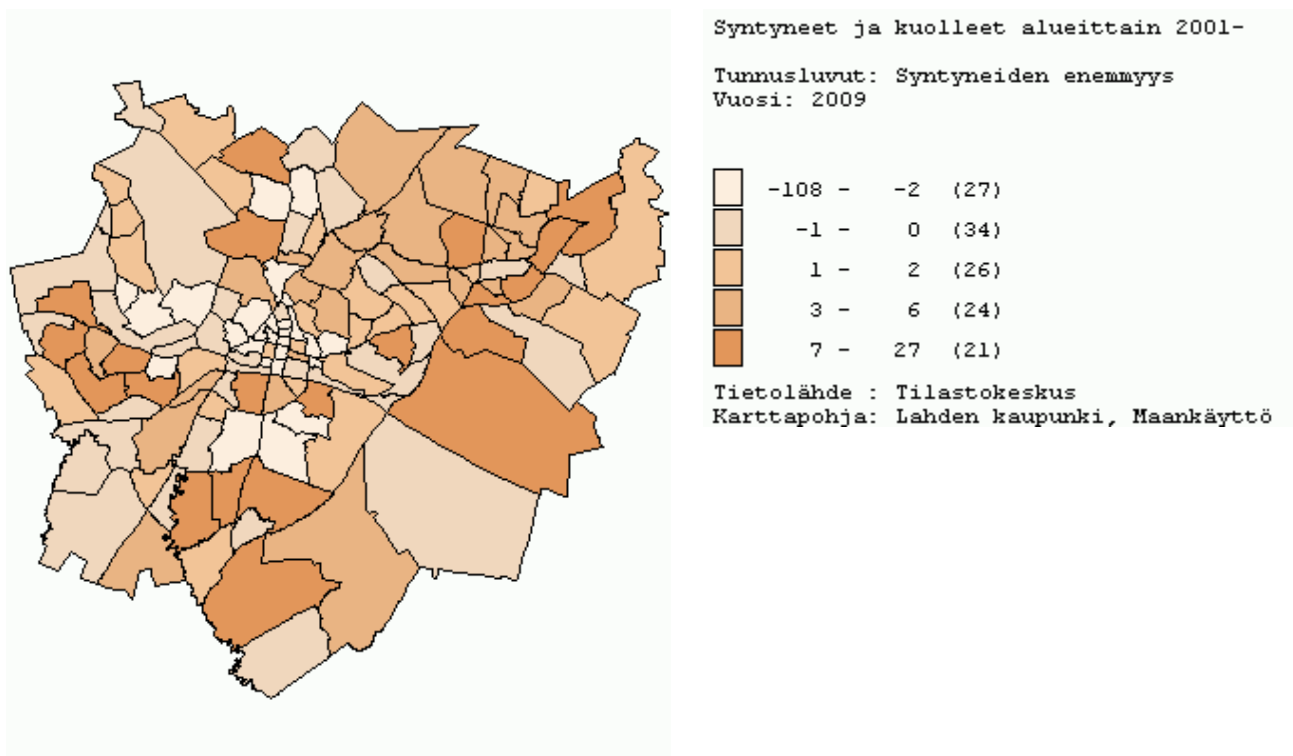 Syntyneet ja kuolleet alueittain 2001-
Tunnusluvut: Syntyneiden enemmyys
Vuosi: 2009
-108 - -2 (27)
-1 - 0 (34)
1 - 2 (26)
3 - 6 (24)
7 - 27 (21)
Tietolähde : Tilastokeskus
Karttapohja: Lahden kaupunki, Maankäyttö